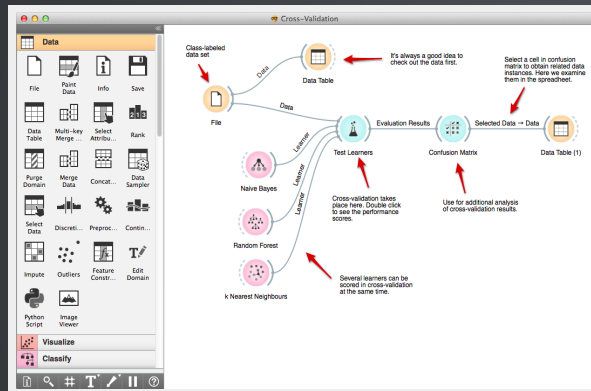 Cross-Validation
Data
File
Paint
Data
Info
Save
Data
Table
Multi-key
Merge ...
Select
Attribu...
Rank
Purge
Domain
Merge
Data
Concat...
Data
Sampler
Select
Data
Discreti...
Preproc...
Contin...
Impute
Outliers
Feature
Constr...
Edit
Domain
Python
Script
Image
Viewer
Visualize
Classify
Class-labeled
data set
File
Data
Data Table
It's always a good idea to
check out the data first.
Data
Select a cell in confusion
matrix to obtain related data
instances. Here we examine
them in the spreadsheet.
Test Learners
Evaluation Results
Confusion Matrix
Selected Data → Data
Data Table (1)
Learner
Naive Bayes
Learner
Random Forest
Learner
k Nearest Neighbours
Cross-validation takes
place here. Double click
to see the performance
scores.
Use for additional analysis
of cross-validation results.
Several learners can be
scored in cross-validation
at the same time.